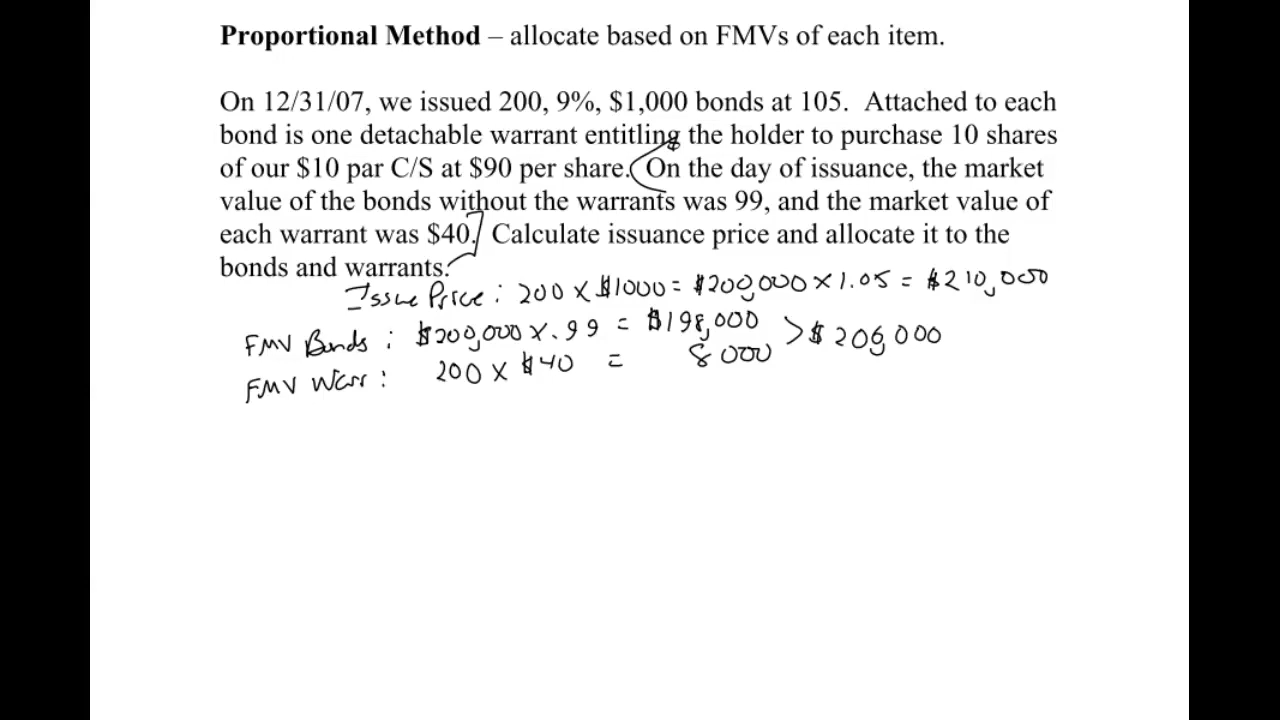 Proportional Method – allocate based on FMVs of each item.
On 12/31/07, we issued 200, 9%, $1,000 bonds at 105. Attached to each
bond is one detachable warrant entitling the holder to purchase 10 shares
of our $10 par C/S at $90 per share. On the day of issuance, the market
value of the bonds without the warrants was 99, and the market value of
each warrant was $40. Calculate issuance price and allocate it to the
bonds and warrants.
Issue Price: 200 x $1000 = $200,000 x 1.05 = $210,000
FMV Bonds: $200,000 x .99 = $198,000 > $206,000
FMV Warr: 200 x $40 = 8000